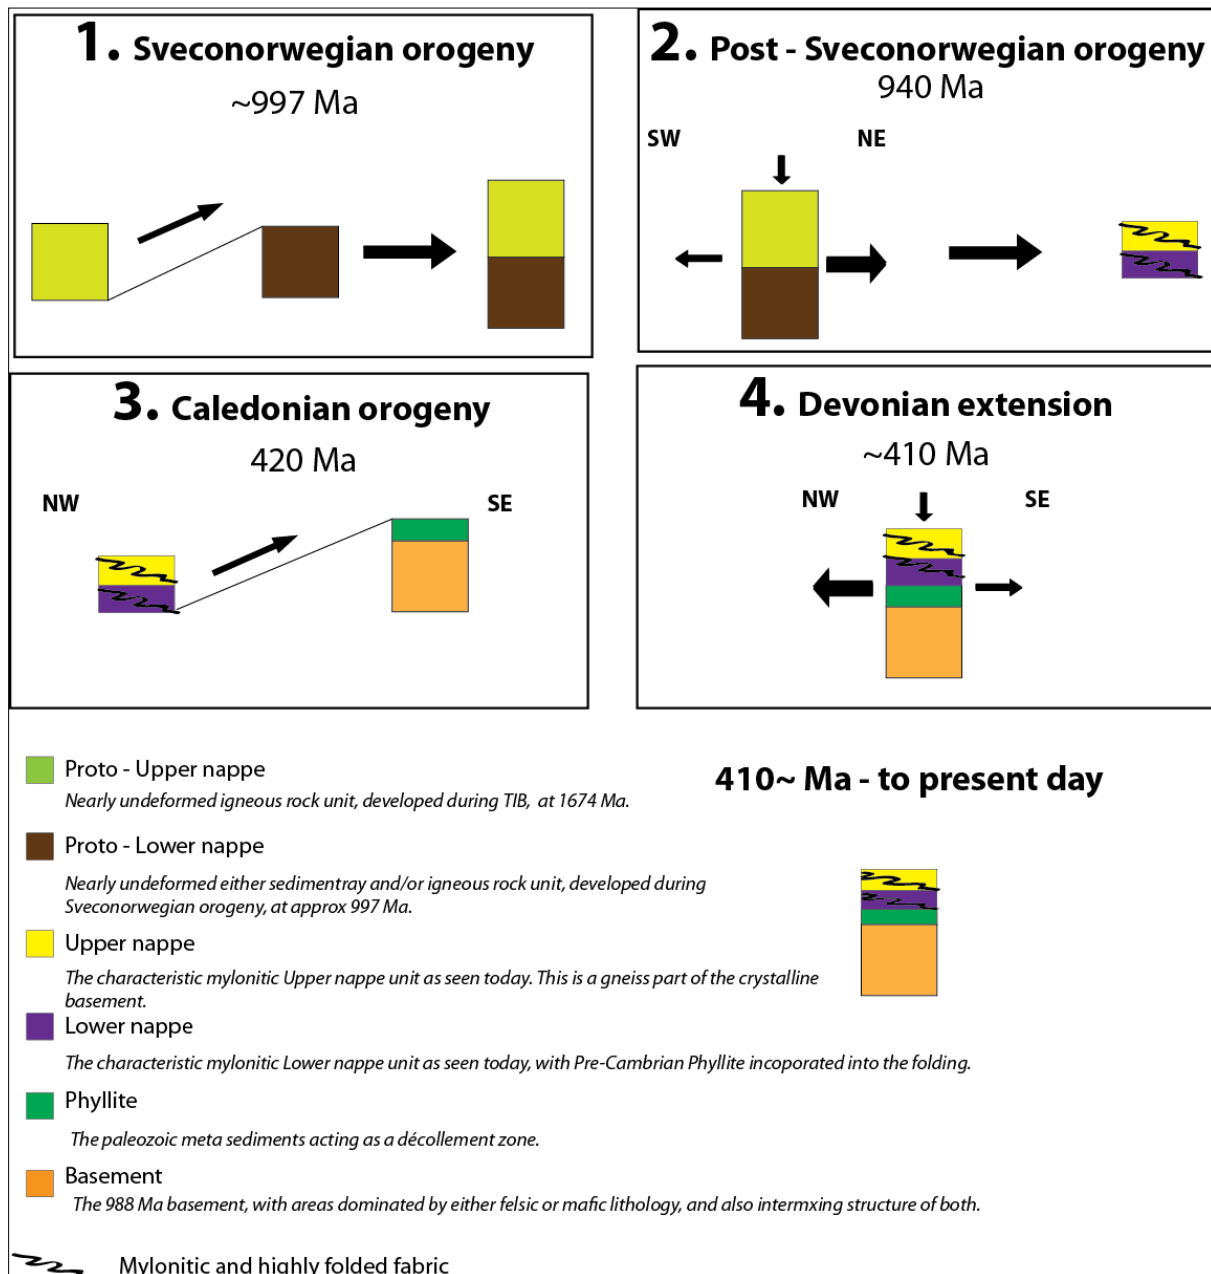 1. Sveconorwegian orogeny
~997 Ma
2. Post - Sveconorwegian orogeny
940 Ma
SW
NE
3. Caledonian orogeny
420 Ma
NW
SE
4. Devonian extension
~410 Ma
NW
SE
Proto - Upper nappe
Nearly undeformed igneous rock unit, developed during TIB, at 1674 Ma.
410~ Ma - to present day
Proto - Lower nappe
Nearly undeformed either sedimentray and/or igneous rock unit, developed during
Sveconorwegian orogeny, at approx 997 Ma.
Upper nappe
The characteristic mylonitic Upper nappe unit as seen today. This is a gneiss part of the crystalline
basement.
Lower nappe
The characteristic mylonitic Lower nappe unit as seen today, with Pre-Cambrian Phyllite incoporated into the folding.
Phyllite
The paleozoic meta sediments acting as a décollement zone.
Basement
The 988 Ma basement, with areas dominated by either felsic or mafic lithology, and also intermxing structure of both.
Mylonitic and highly folded fabric